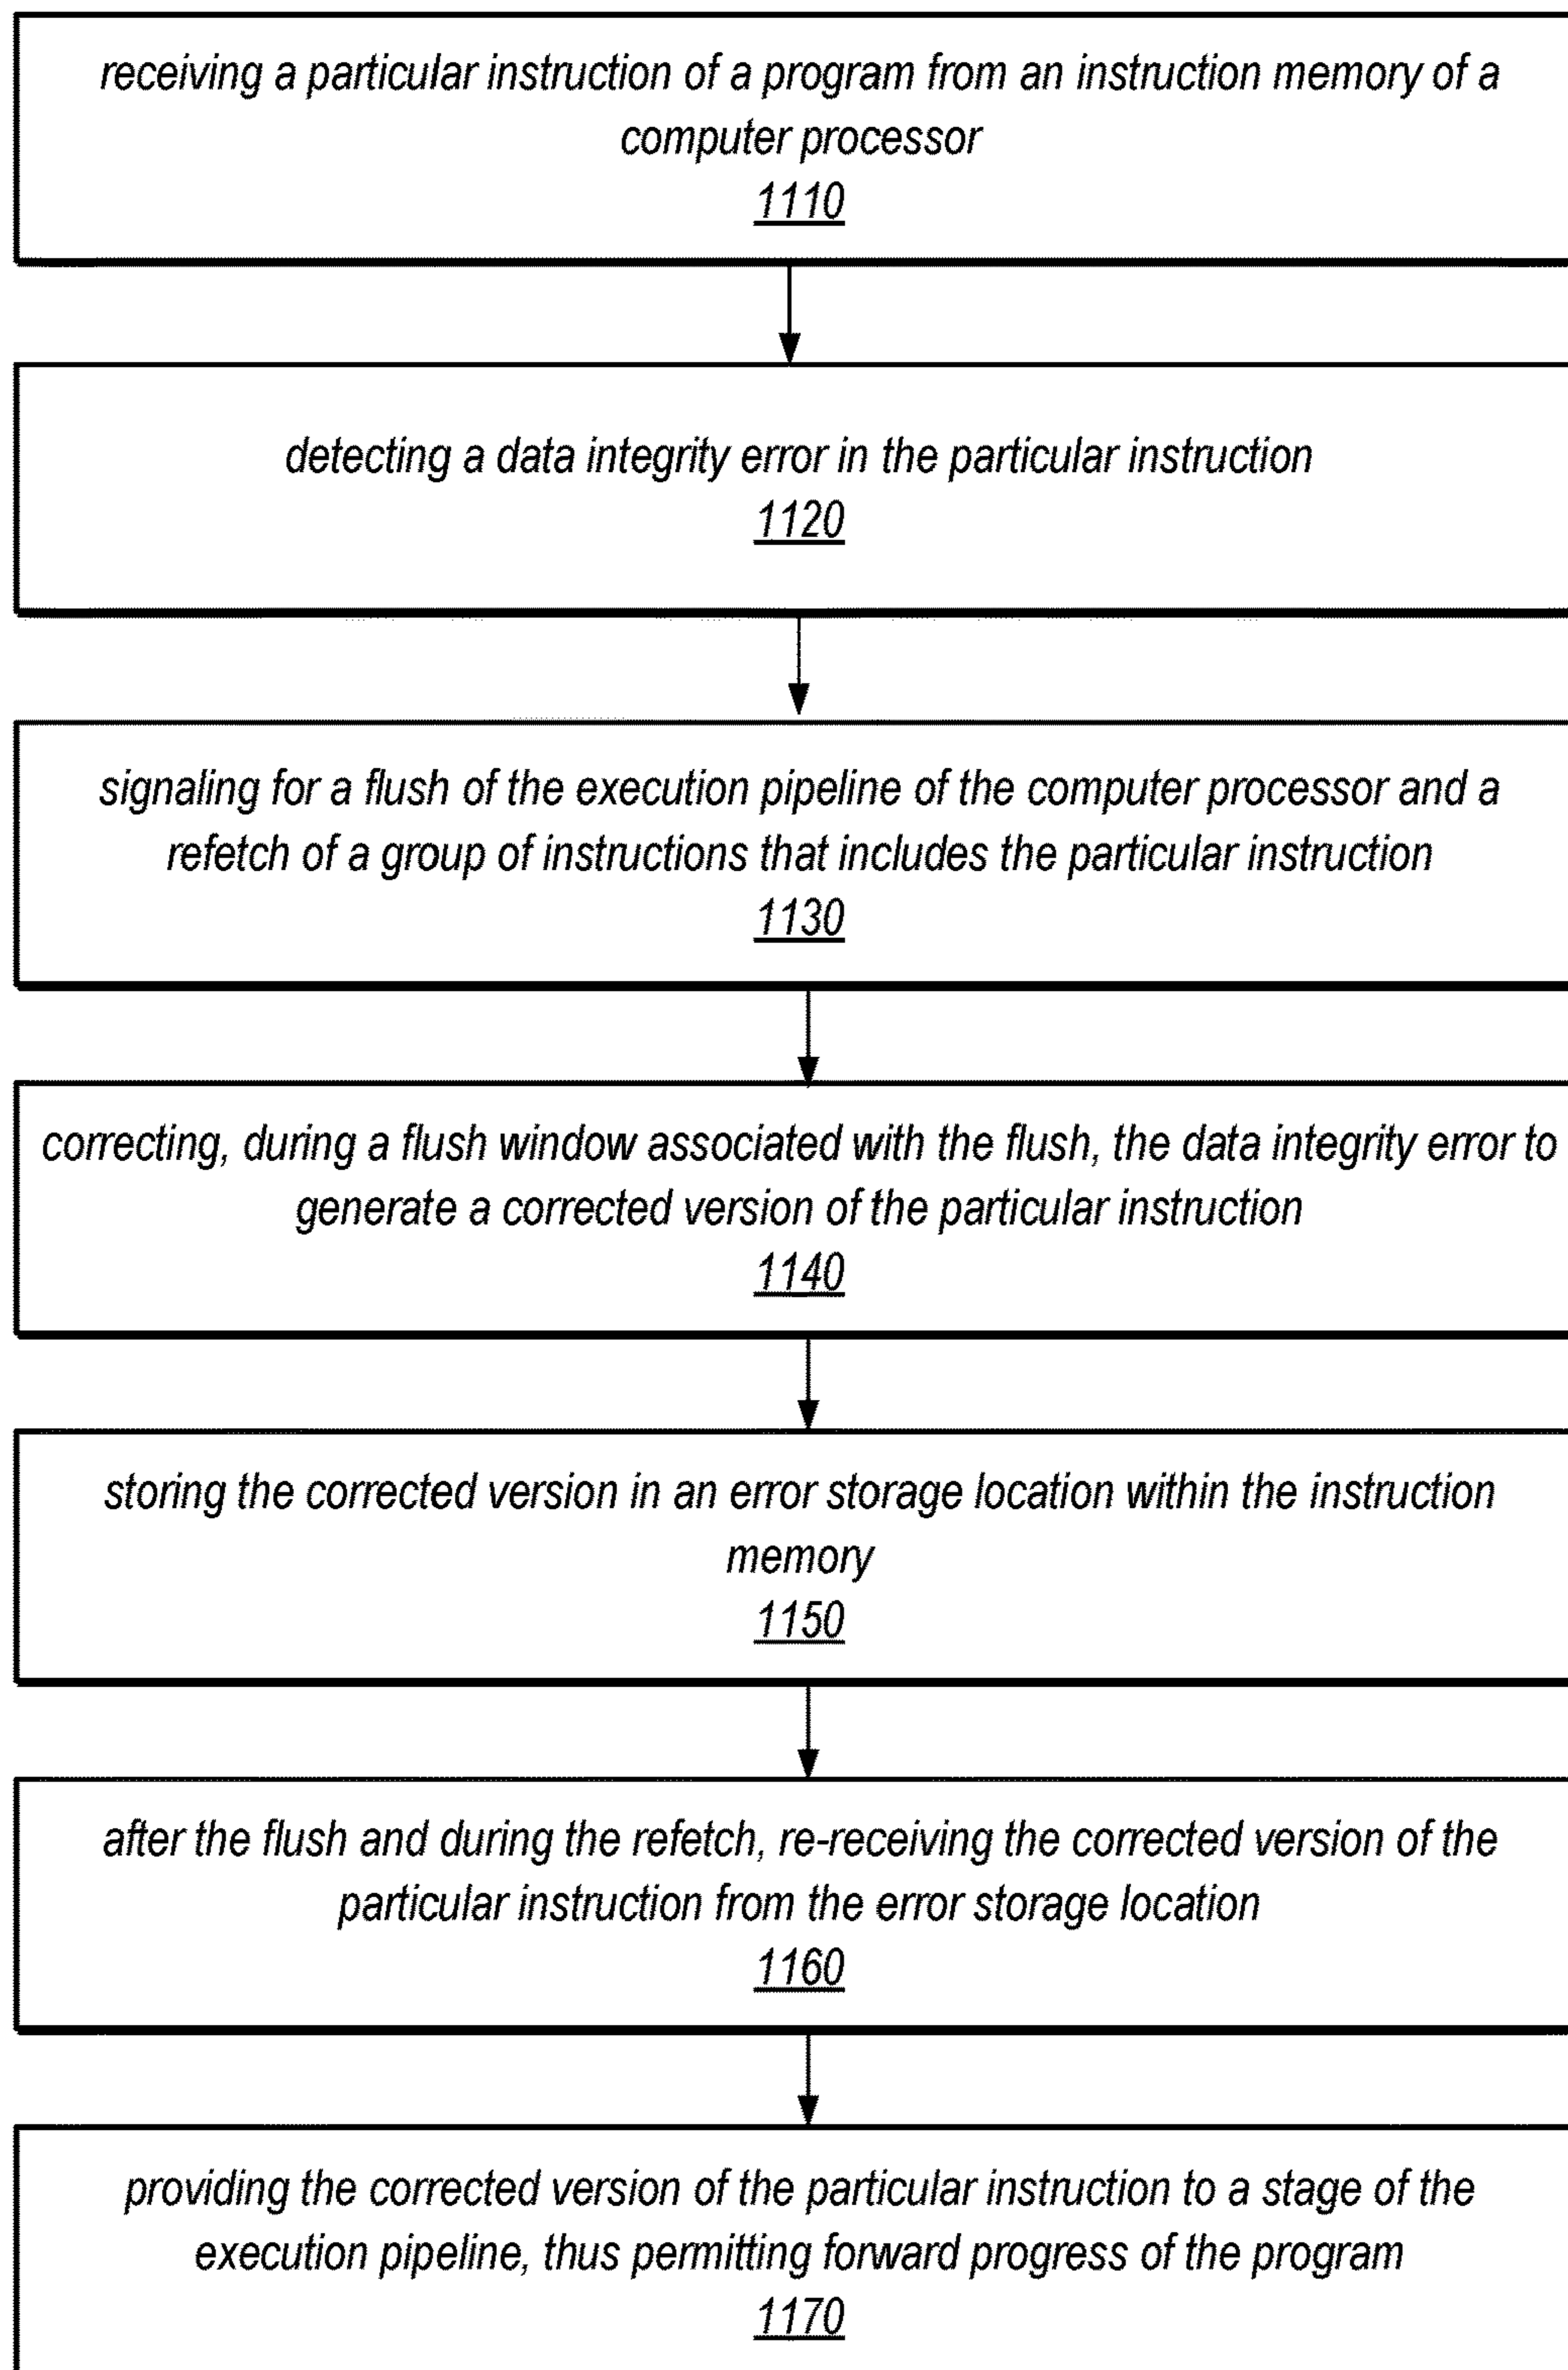 receiving a particular instruction of a program from an instruction memory of a
computer processor
1110
detecting a data integrity error in the particular instruction
1120
signaling for a flush of the execution pipeline of the computer processor and a
refetch of a group of instructions that includes the particular instruction
1130
correcting, during a flush window associated with the flush, the data integrity error to
generate a corrected version of the particular instruction
1140
storing the corrected version in an error storage location within the instruction
memory
1150
after the flush and during the refetch, re-receiving the corrected version of the
particular instruction from the error storage location
1160
providing the corrected version of the particular instruction to a stage of the
execution pipeline, thus permitting forward progress of the program
1170